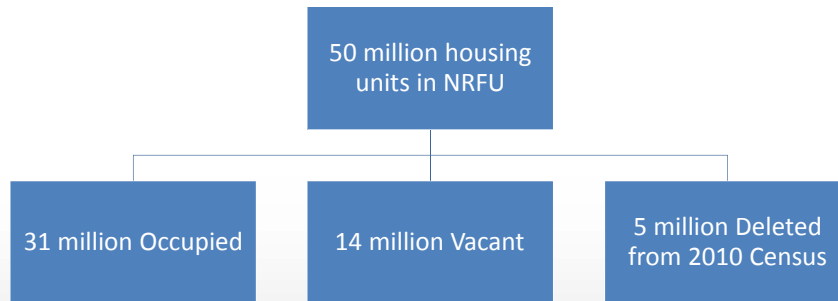 50 million housing
units in NRFU
31 million Occupied
14 million Vacant
5 million Deleted
from 2010 Census